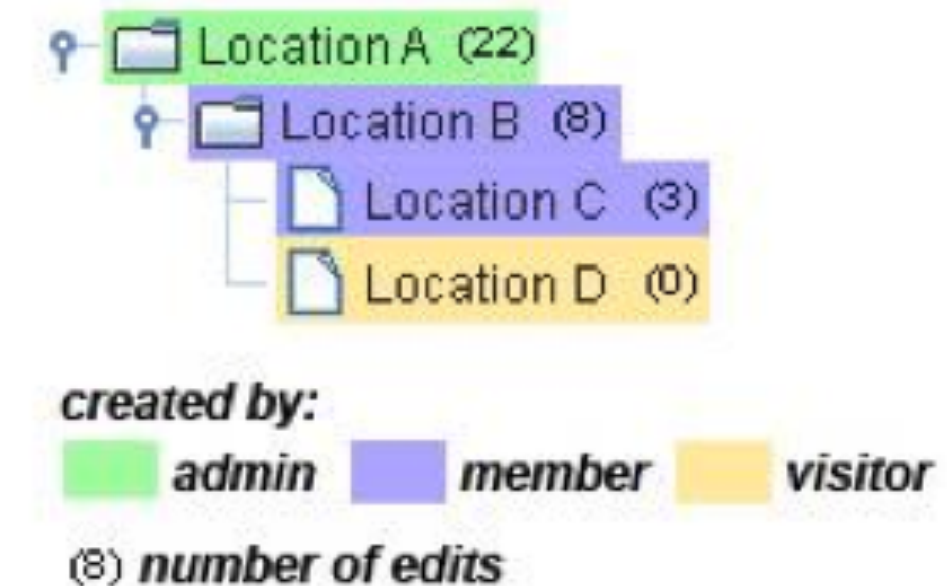 Location A (22)
Location B (8)
Location C (3)
Location D (0)
created by:
admin member visitor
(8) number of edits